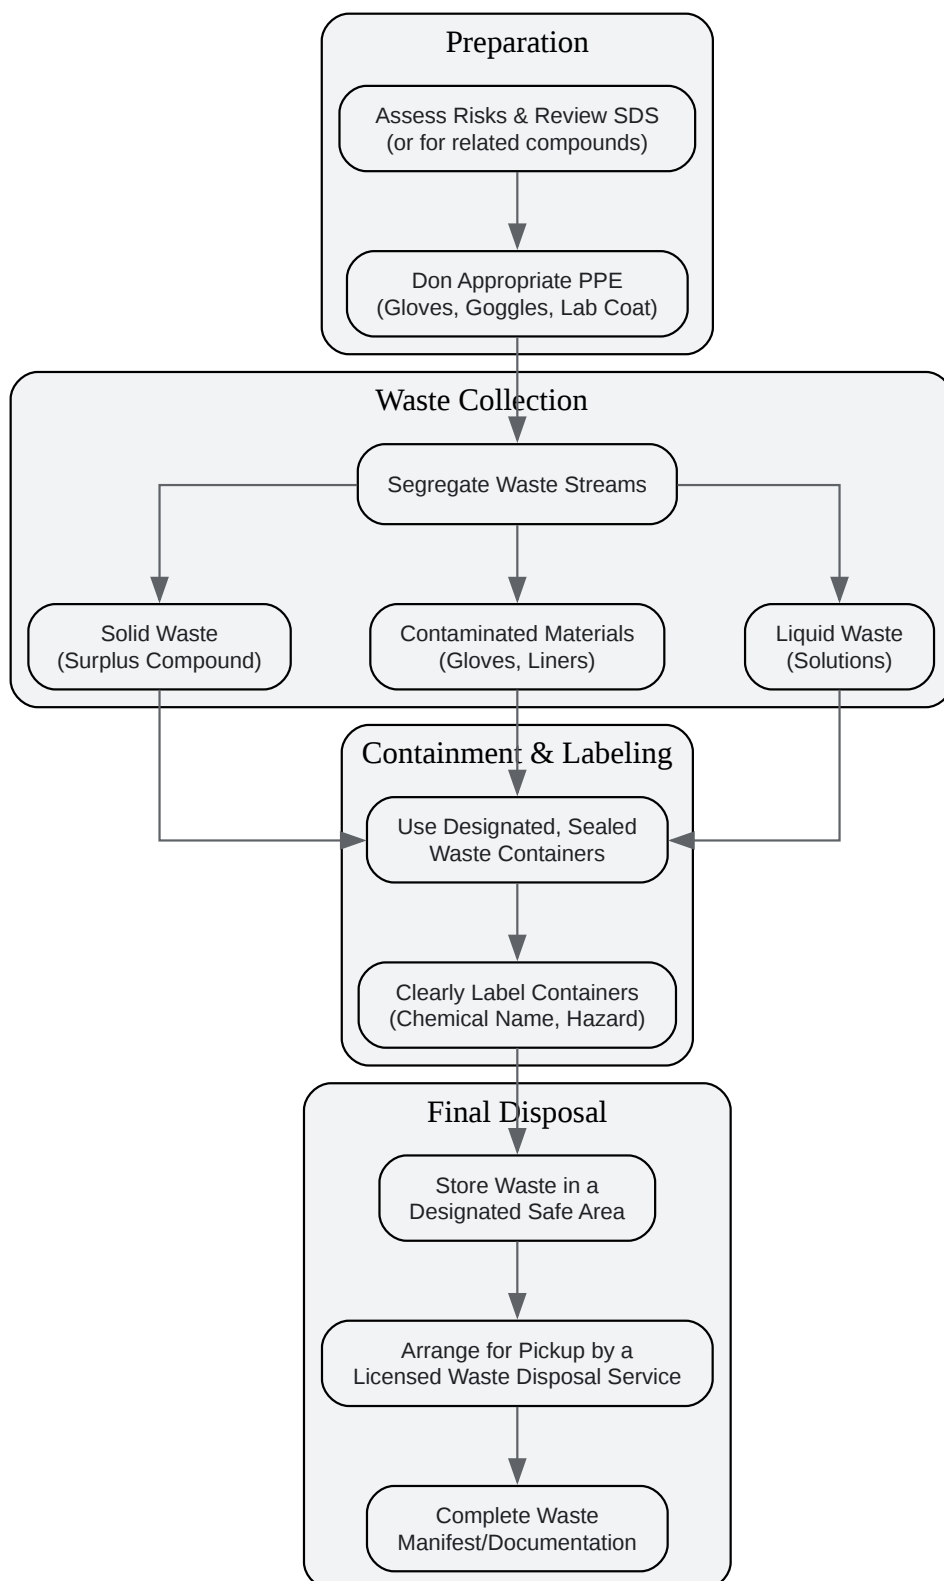 Preparation
Assess Risks & Review SDS
(or for related compounds)
Don Appropriate PPE
(Gloves, Goggles, Lab Coat)
Waste Collection
Segregate Waste Streams
Solid Waste
(Surplus Compound)
Contaminated Materials
(Gloves, Liners)
Liquid Waste
(Solutions)
Containment & Labeling
Use Designated, Sealed
Waste Containers
Clearly Label Containers
(Chemical Name, Hazard)
Final Disposal
Store Waste in a
Designated Safe Area
Arrange for Pickup by a
Licensed Waste Disposal Service
Complete Waste
Manifest/Documentation